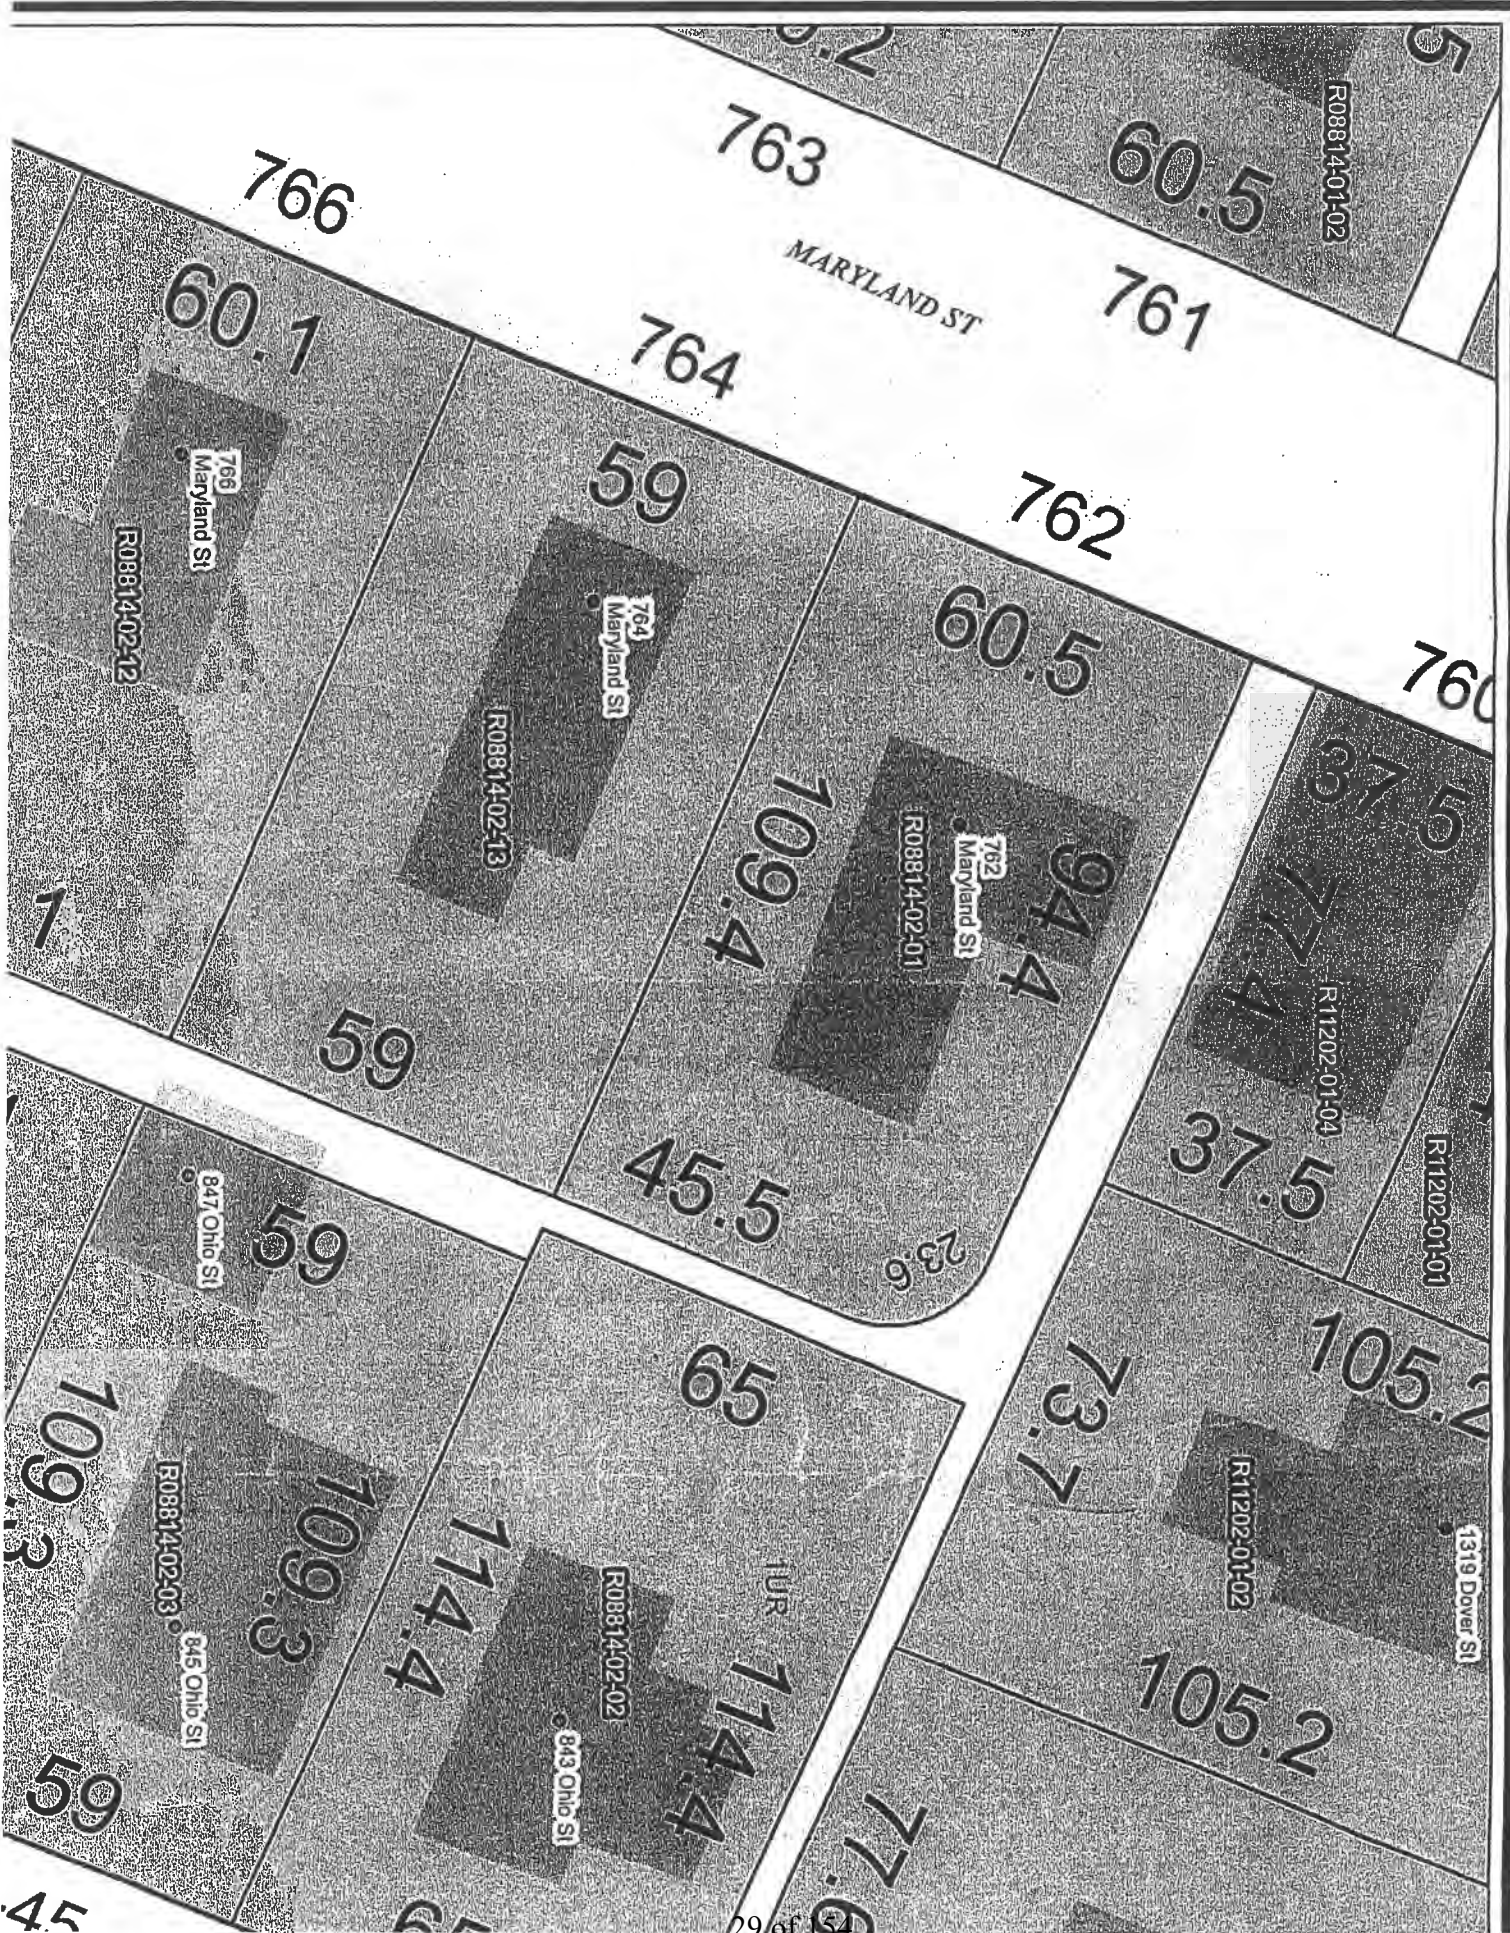 R08814-01-02
763
60.5
766
MARYLAND ST
761
60.1
764
766
Maryland St
R08814-02-12
59
762
764
Maryland St
R08814-02-13
60.5
109.4
762
Maryland St
R08814-02-01
94.4
37.5
77.4
R11202-01-04
37.5
R11202-01-01
1
59
45.5
23.6
847 Ohio St
59
65
73.7
105.2
R11202-01-02
1319 Dover St
109.3
R08814-02-03
109.3
845 Ohio St
59
114.4
R08814-02-02
1UR
843 Ohio St
114.4
105.2
29 of 154